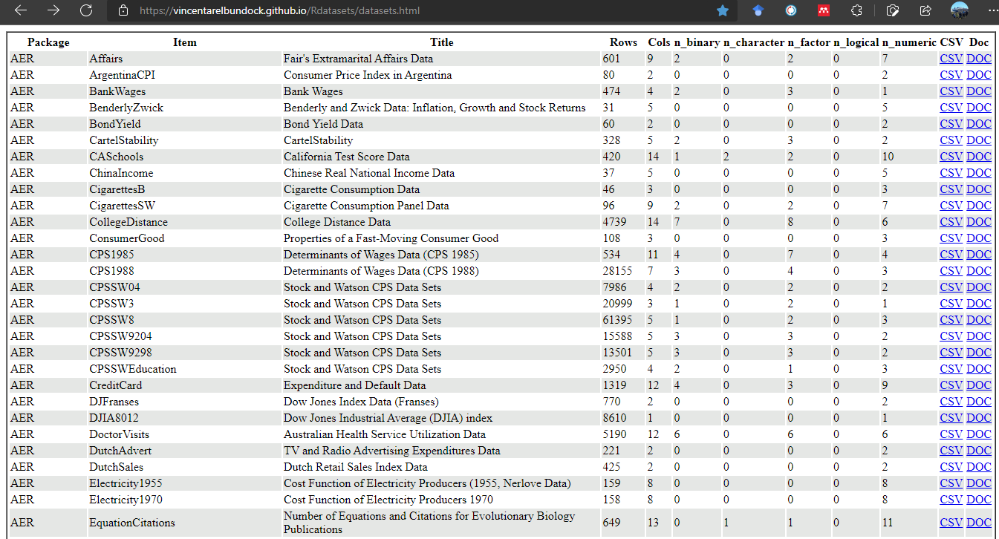 https://vincentarelbundock.github.io/Rdatasets/datasets.html
Package Item Title Rows Cols n_binary n_character n_factor n_logical n_numeric CSV Doc
AER Affairs Fair's Extramarital Affairs Data 601 9 2 0 2 0 7 CSV DOC
AER ArgentinaCPI Consumer Price Index in Argentina 80 2 0 0 0 0 2 CSV DOC
AER BankWages Bank Wages 474 4 2 0 3 0 1 CSV DOC
AER BenderlyZwick Benderly and Zwick Data: Inflation, Growth and Stock Returns 31 5 0 0 0 0 5 CSV DOC
AER BondYield Bond Yield Data 60 2 0 0 0 0 2 CSV DOC
AER CartelStability CartelStability 328 5 2 0 3 0 2 CSV DOC
AER CASchools California Test Score Data 420 14 1 2 2 0 10 CSV DOC
AER ChinaIncome Chinese Real National Income Data 37 5 0 0 0 0 5 CSV DOC
AER CigarettesB Cigarette Consumption Data 46 3 0 0 0 0 3 CSV DOC
AER CigarettesSW Cigarette Consumption Panel Data 96 9 2 0 2 0 7 CSV DOC
AER CollegeDistance College Distance Data 4739 14 7 0 8 0 6 CSV DOC
AER ConsumerGood Properties of a Fast-Moving Consumer Good 108 3 0 0 0 0 3 CSV DOC
AER CPS1985 Determinants of Wages Data (CPS 1985) 534 11 4 0 7 0 4 CSV DOC
AER CPS1988 Determinants of Wages Data (CPS 1988) 28155 7 3 0 4 0 3 CSV DOC
AER CPSSW04 Stock and Watson CPS Data Sets 7986 4 2 0 2 0 2 CSV DOC
AER CPSSW3 Stock and Watson CPS Data Sets 20999 3 1 0 2 0 1 CSV DOC
AER CPSSW8 Stock and Watson CPS Data Sets 61395 5 1 0 2 0 3 CSV DOC
AER CPSSW9204 Stock and Watson CPS Data Sets 15588 5 3 0 3 0 2 CSV DOC
AER CPSSW9298 Stock and Watson CPS Data Sets 13501 5 3 0 3 0 2 CSV DOC
AER CPSSWEducation Stock and Watson CPS Data Sets 2950 4 2 0 1 0 3 CSV DOC
AER CreditCard Expenditure and Default Data 1319 12 4 0 3 0 9 CSV DOC
AER DJFranses Dow Jones Index Data (Franses) 770 2 0 0 0 0 2 CSV DOC
AER DJIA8012 Dow Jones Industrial Average (DJIA) index 8610 1 0 0 0 0 1 CSV DOC
AER DoctorVisits Australian Health Service Utilization Data 5190 12 6 0 6 0 6 CSV DOC
AER DutchAdvert TV and Radio Advertising Expenditures Data 221 2 0 0 0 0 2 CSV DOC
AER DutchSales Dutch Retail Sales Index Data 425 2 0 0 0 0 2 CSV DOC
AER Electricity1955 Cost Function of Electricity Producers (1955, Nerlove Data) 159 8 0 0 0 0 8 CSV DOC
AER Electricity1970 Cost Function of Electricity Producers 1970 158 8 0 0 0 0 8 CSV DOC
AER EquationCitations Number of Equations and Citations for Evolutionary Biology
Publications 649 13 0 1 1 0 11 CSV DOC